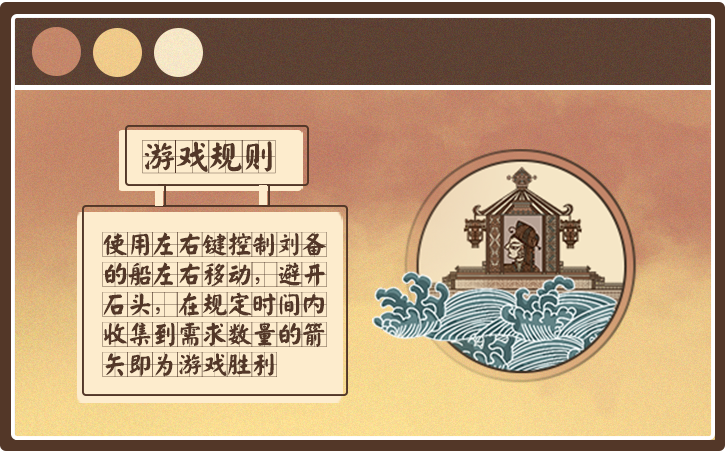 游戏规则
使用左右键控制刘备
的船左右移动，避开
石头，在规定时间内
收集到需求数量的箭
矢即为游戏胜利